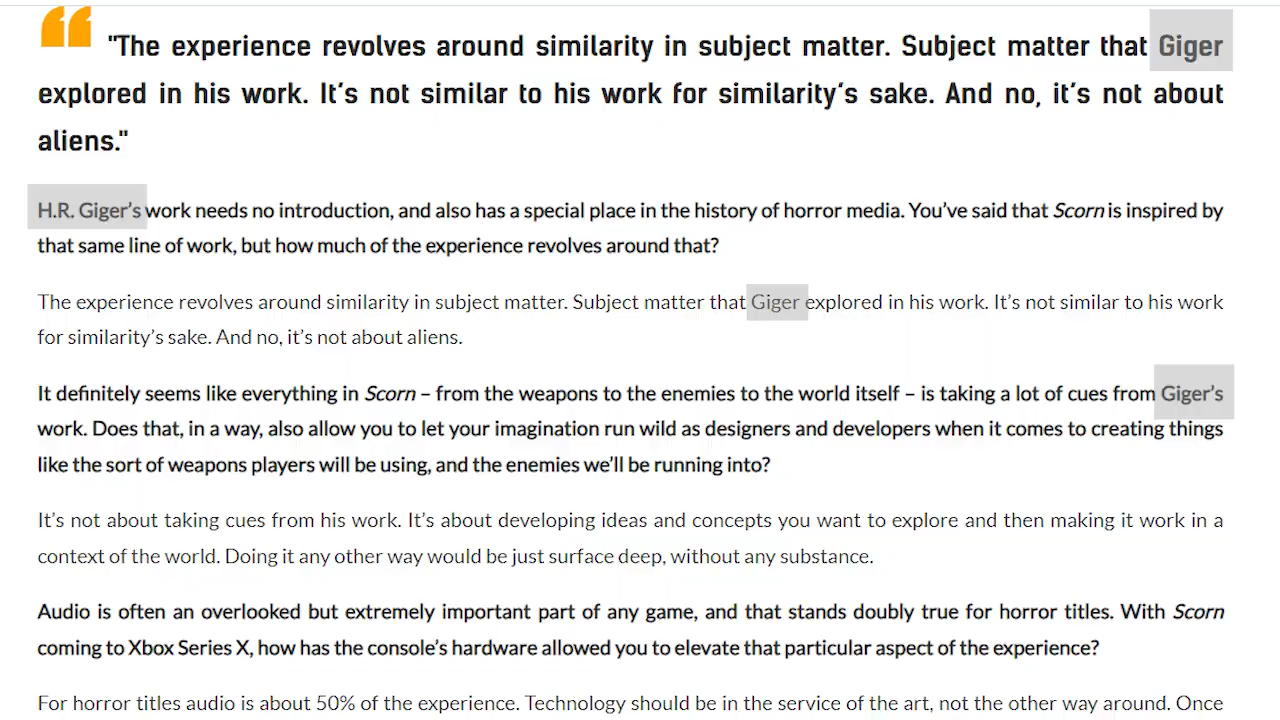 "The experience revolves around similarity in subject matter. Subject matter that Giger
explored in his work. It’s not similar to his work for similarity’s sake. And no, it’s not about
aliens."
H.R. Giger’s work needs no introduction, and also has a special place in the history of horror media. You’ve said that Scorn is inspired by
that same line of work, but how much of the experience revolves around that?
The experience revolves around similarity in subject matter. Subject matter that Giger explored in his work. It’s not similar to his work
for similarity’s sake. And no, it’s not about aliens.
It definitely seems like everything in Scorn – from the weapons to the enemies to the world itself – is taking a lot of cues from Giger’s
work. Does that, in a way, also allow you to let your imagination run wild as designers and developers when it comes to creating things
like the sort of weapons players will be using, and the enemies we’ll be running into?
It’s not about taking cues from his work. It’s about developing ideas and concepts you want to explore and then making it work in a
context of the world. Doing it any other way would be just surface deep, without any substance.
Audio is often an overlooked but extremely important part of any game, and that stands doubly true for horror titles. With Scorn
coming to Xbox Series X, how has the console’s hardware allowed you to elevate that particular aspect of the experience?
For horror titles audio is about 50% of the experience. Technology should be in the service of the art, not the other way around. Once